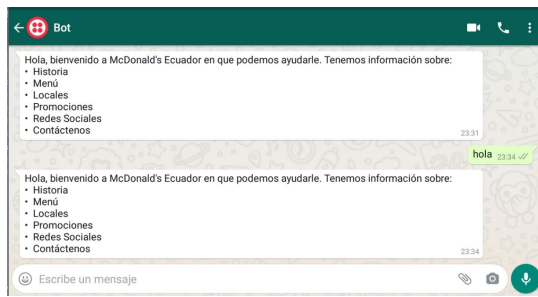 Bot
Hola, bienvenido a McDonald's Ecuador en que podemos ayudarle. Tenemos información sobre:
• Historia
• Menú
• Locales
• Promociones
• Redes Sociales
• Contáctenos
23:31
hola 23:34
Hola, bienvenido a McDonald's Ecuador en que podemos ayudarle. Tenemos información sobre:
• Historia
• Menú
• Locales
• Promociones
• Redes Sociales
• Contáctenos
23:34
Escribe un mensaje